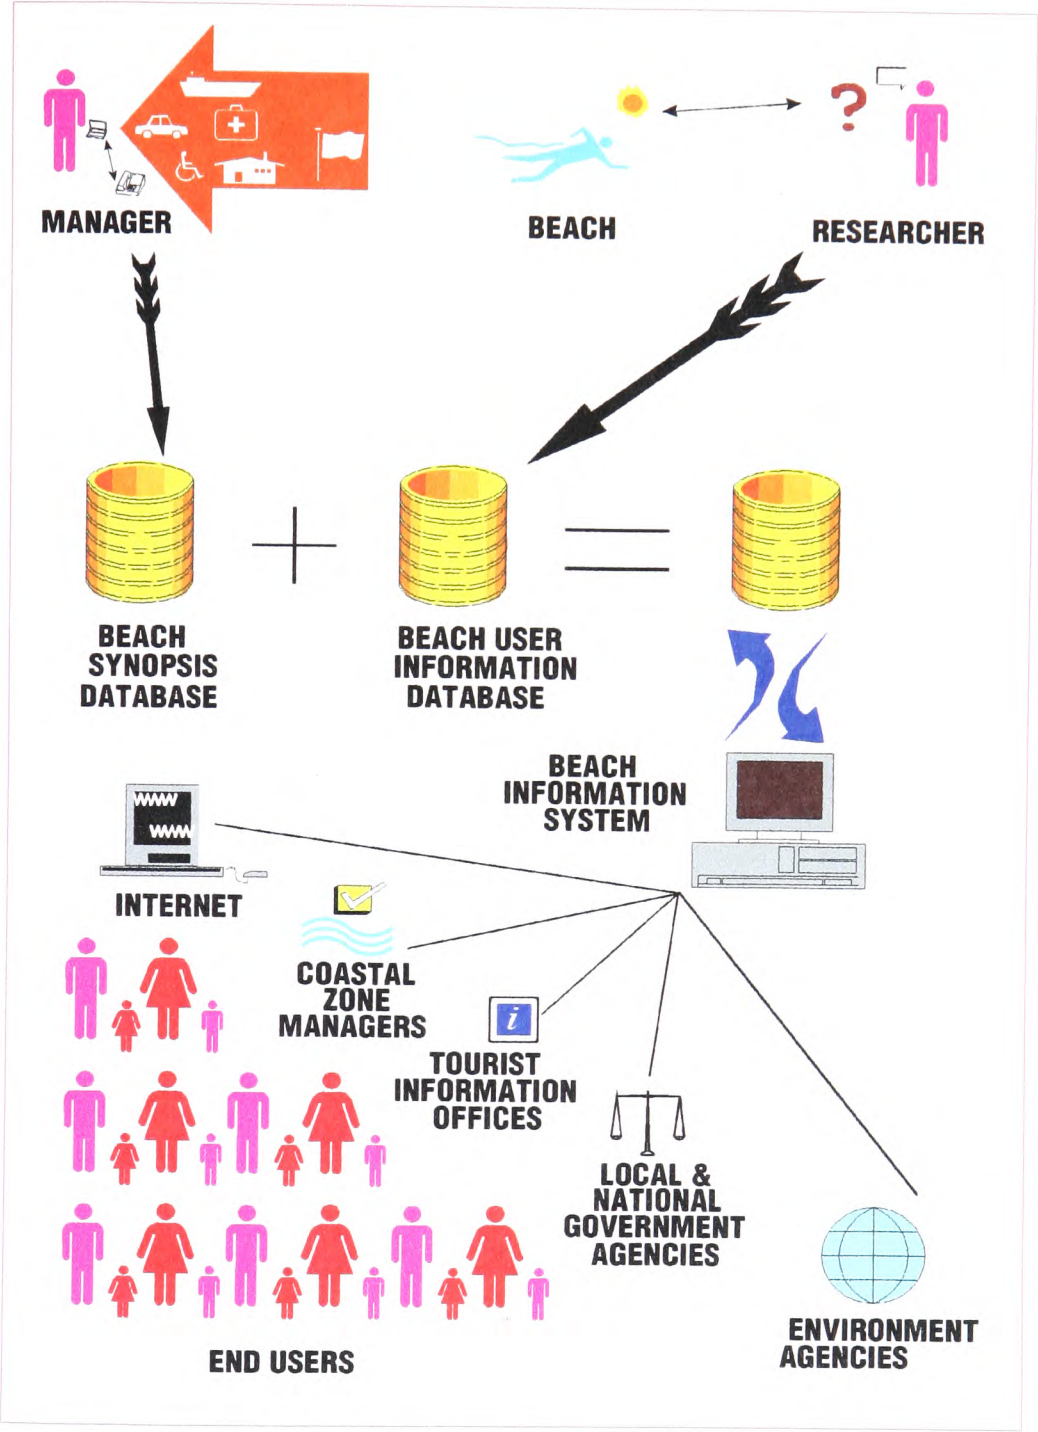 MANAGER
BEACH
RESEARCHER
?
BEACH
SYNOPSIS
DATABASE
BEACH USER
INFORMATION
DATABASE
BEACH
INFORMATION
SYSTEM
WWW
WWW
INTERNET
COASTAL
ZONE
MANAGERS
i
TOURIST
INFORMATION
OFFICES
LOCAL &
NATIONAL
GOVERNMENT
AGENCIES
ENVIRONMENT
AGENCIES
END USERS